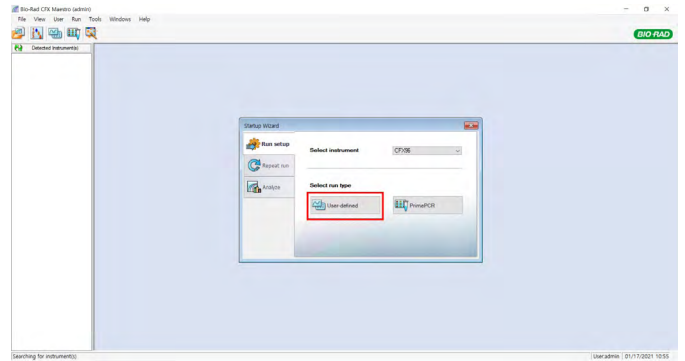 Bio-Rad CFX Maestro (admin)
File View User Run Tools Windows Help
BIO-RAD
Detected Instrument(s)
Startup Wizard
Run setup
Select instrument
CFX96
Repeat run
Analyze
Select run type
User-defined
PrimePCR
Searching for instrument(s)
User:admin 01/17/2021 10:55